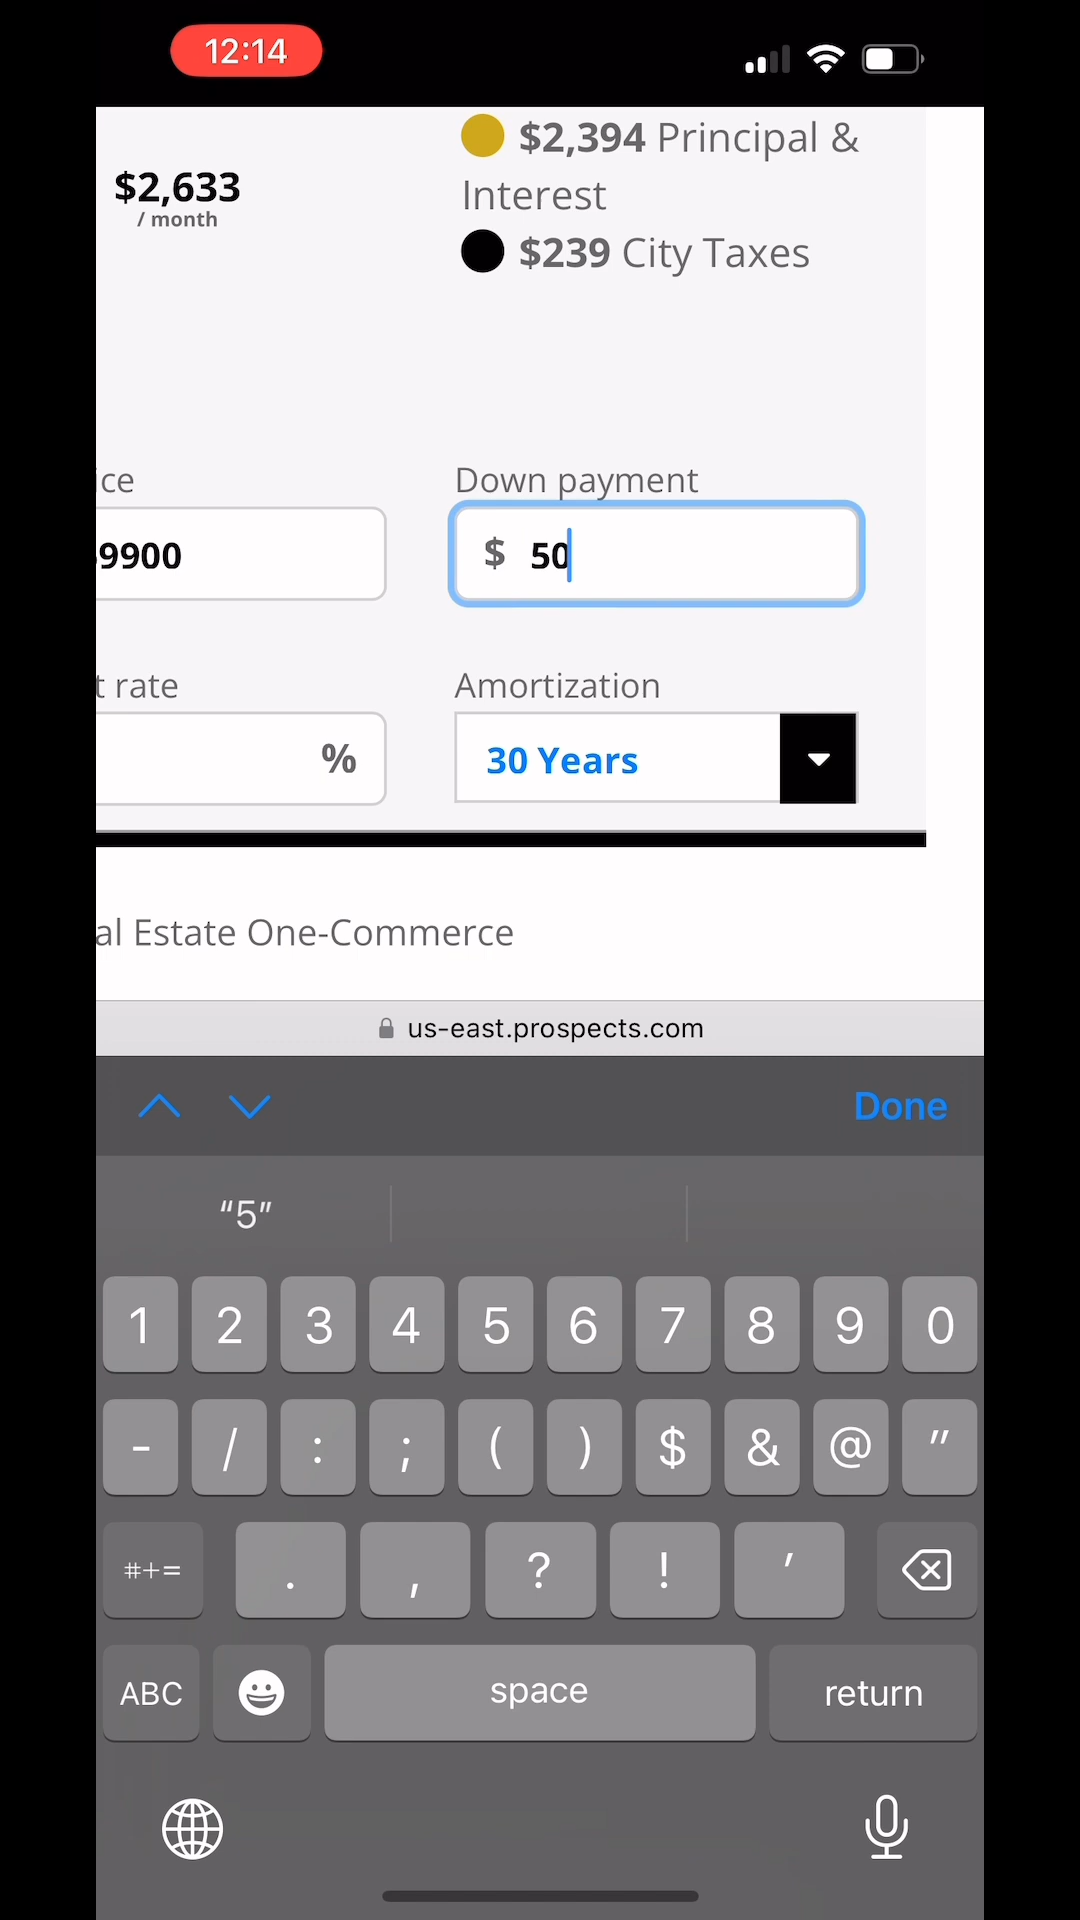 12:14
$2,394 Principal &
Interest
$2,633
/ month
$239 City Taxes
ice
Down payment
9900
$ 50
t rate
Amortization
%
30 Years
al Estate One-Commerce
us-east.prospects.com
Done
“5”
1 2 3 4 5 6 7 8 9 0
- / : ; ( ) $ & @ "
#+= . , ? ! '
ABC space return